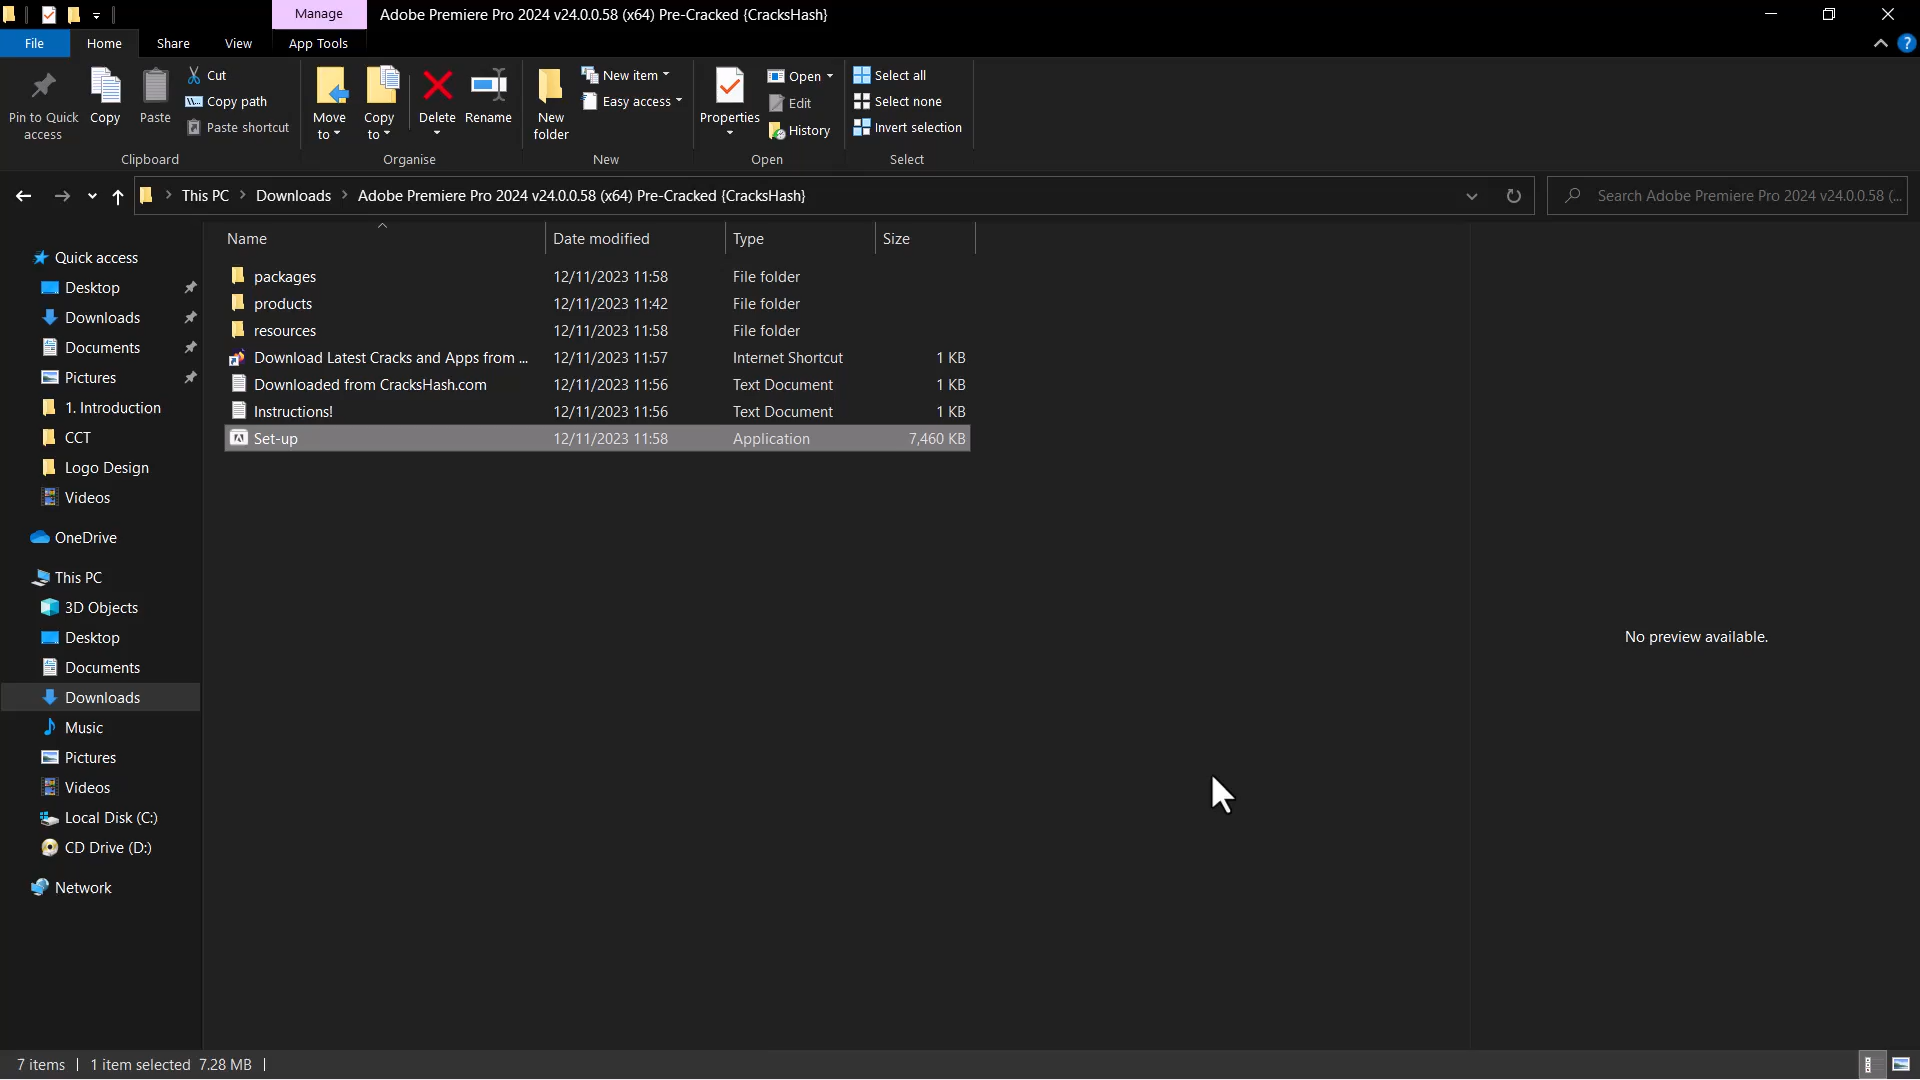 Manage
Adobe Premiere Pro 2024 v24.0.0.58 (x64) Pre-Cracked {CracksHash}
File
Home
Share
View
App Tools
Pin to Quick access
Copy
Paste
Cut
Copy path
Paste shortcut
Clipboard
Move to
Copy to
Delete
Rename
Organise
New folder
New item
Easy access
New
Properties
Open
Edit
History
Open
Select all
Select none
Invert selection
Select
This PC
Downloads
Adobe Premiere Pro 2024 v24.0.0.58 (x64) Pre-Cracked {CracksHash}
Search Adobe Premiere Pro 2024 v24.0.0.58 (...
Name Date modified Type Size
packages 12/11/2023 11:58 File folder
products 12/11/2023 11:42 File folder
resources 12/11/2023 11:58 File folder
Download Latest Cracks and Apps from ... 12/11/2023 11:57 Internet Shortcut 1 KB
Downloaded from CracksHash.com 12/11/2023 11:56 Text Document 1 KB
Instructions! 12/11/2023 11:56 Text Document 1 KB
Set-up 12/11/2023 11:58 Application 7,460 KB
Quick access
Desktop
Downloads
Documents
Pictures
1. Introduction
CCT
Logo Design
Videos
OneDrive
This PC
3D Objects
Desktop
Documents
Downloads
Music
Pictures
Videos
Local Disk (C:)
CD Drive (D:)
Network
No preview available.
7 items
1 item selected 7.28 MB